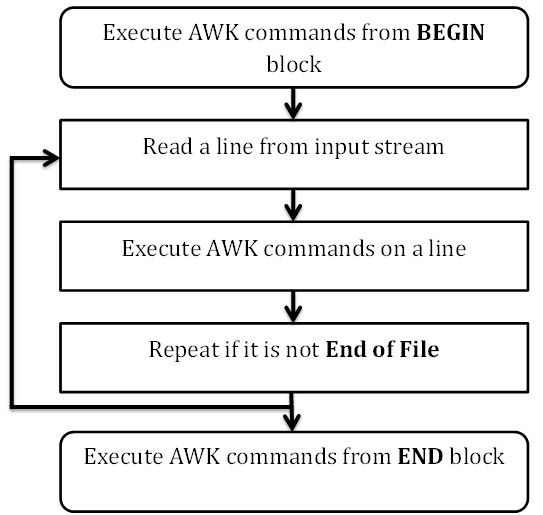 Execute AWK commands from BEGIN
block
Read a line from input stream
Execute AWK commands on a line
Repeat if it is not End of File
Execute AWK commands from END block